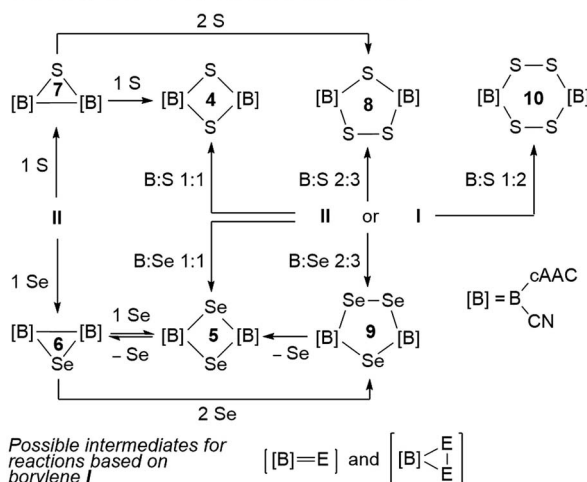 2 S
S
7
[B] [B]
1 S
S
4
[B] [B]
S
S
8
[B] [B]
S–S
S–S
10
[B] [B]
S–S
1 S
B:S 1:1
B:S 2:3
B:S 1:2
II
II or I
1 Se
B:Se 1:1
B:Se 2:3
[B] = B
cAAC
CN
[B] [B]
6
Se
1 Se
– Se
Se
5
[B] [B]
Se
– Se
Se–Se
9
[B] [B]
Se
2 Se
Possible intermediates for
reactions based on
borylene I
[ [B]=E ] and [ [B] E E ]